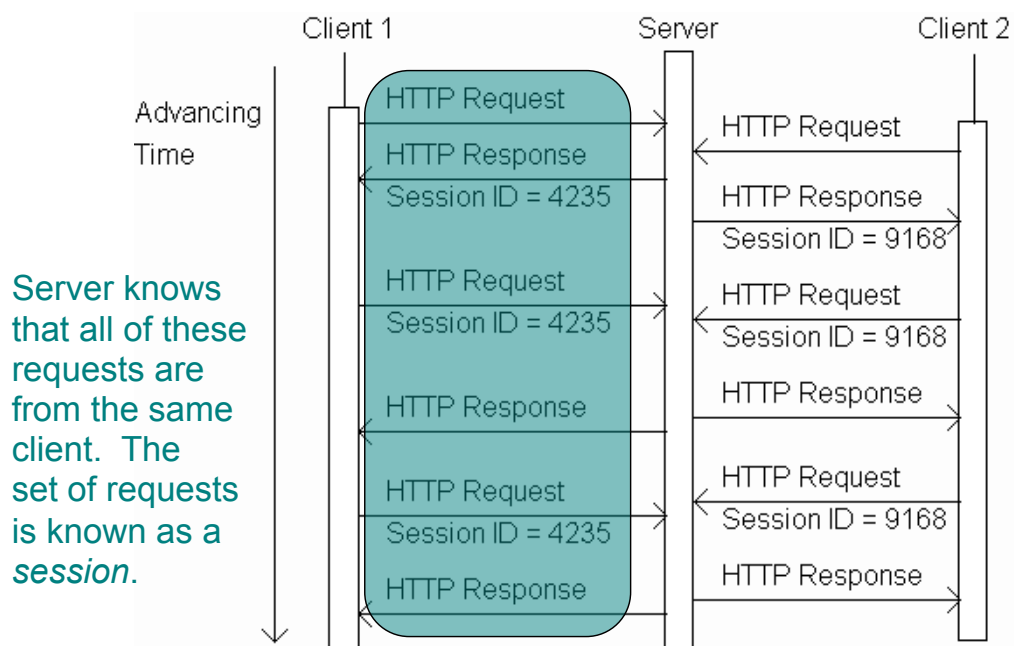 Client 1
Server
Client 2
Advancing
Time
HTTP Request
HTTP Response
Session ID = 4235
HTTP Request
Session ID = 4235
HTTP Response
HTTP Request
Session ID = 4235
HTTP Response
HTTP Request
HTTP Response
Session ID = 9168
HTTP Request
Session ID = 9168
HTTP Response
HTTP Request
Session ID = 9168
HTTP Response
Server knows
that all of these
requests are
from the same
client. The
set of requests
is known as a
session.